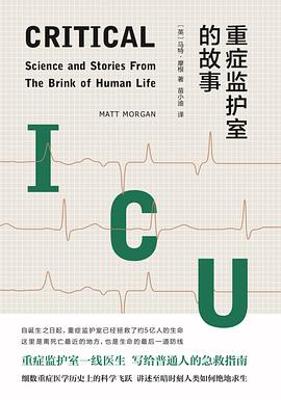 CRITICAL
Science and Stories From
The Brink of Human Life
MATT MORGAN
重症监护室
的故事
［英］马特·摩根 著
苗小迪 译
I
C
U
自诞生之日起，重症监护室已经拯救了约5亿人的生命
这里是离死亡最近的地方，也是生命的最后一道防线
重症监护室一线医生 写给普通人的急救指南
细数重症医学历史上的科学飞跃 讲述至暗时刻人类如何绝地求生